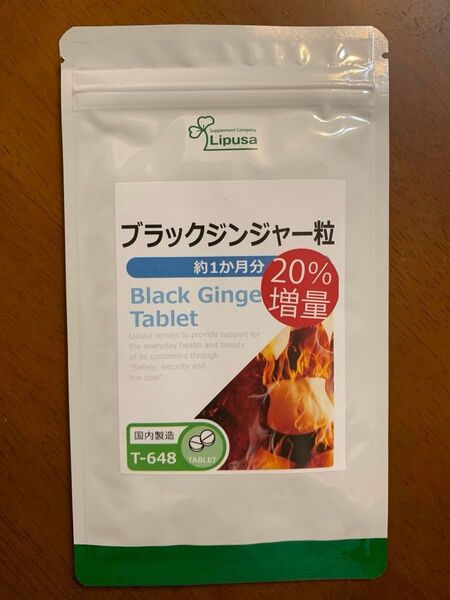 Supplement Company
Lipusa
ブラックジンジャー粒
約1か月分
20%
増量
Black Ginge
Tablet
Lipusa strives to provide support for
the everyday health and beauty
of its customers through
"Safety, security and
low cost".
国内製造
T-648
TABLET